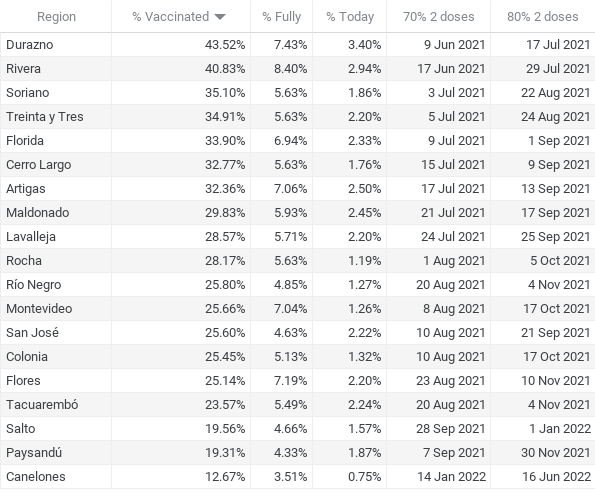 Region % Vaccinated % Fully % Today 70% 2 doses 80% 2 doses
Durazno 43.52% 7.43% 3.40% 9 Jun 2021 17 Jul 2021
Rivera 40.83% 8.40% 2.94% 17 Jun 2021 29 Jul 2021
Soriano 35.10% 5.63% 1.86% 3 Jul 2021 22 Aug 2021
Treinta y Tres 34.91% 5.63% 2.20% 5 Jul 2021 24 Aug 2021
Florida 33.90% 6.94% 2.33% 9 Jul 2021 1 Sep 2021
Cerro Largo 32.77% 5.63% 1.76% 15 Jul 2021 9 Sep 2021
Artigas 32.36% 7.06% 2.50% 17 Jul 2021 13 Sep 2021
Maldonado 29.83% 5.93% 2.45% 21 Jul 2021 17 Sep 2021
Lavalleja 28.57% 5.71% 2.20% 24 Jul 2021 25 Sep 2021
Rocha 28.17% 5.63% 1.19% 1 Aug 2021 5 Oct 2021
Río Negro 25.80% 4.85% 1.27% 20 Aug 2021 4 Nov 2021
Montevideo 25.66% 7.04% 1.26% 8 Aug 2021 17 Oct 2021
San José 25.60% 4.63% 2.22% 10 Aug 2021 21 Sep 2021
Colonia 25.45% 5.13% 1.32% 10 Aug 2021 17 Oct 2021
Flores 25.14% 7.19% 2.20% 23 Aug 2021 10 Nov 2021
Tacuarembó 23.57% 5.49% 2.24% 20 Aug 2021 4 Nov 2021
Salto 19.56% 4.66% 1.57% 28 Sep 2021 1 Jan 2022
Paysandú 19.31% 4.33% 1.87% 7 Sep 2021 30 Nov 2021
Canelones 12.67% 3.51% 0.75% 14 Jan 2022 16 Jun 2022